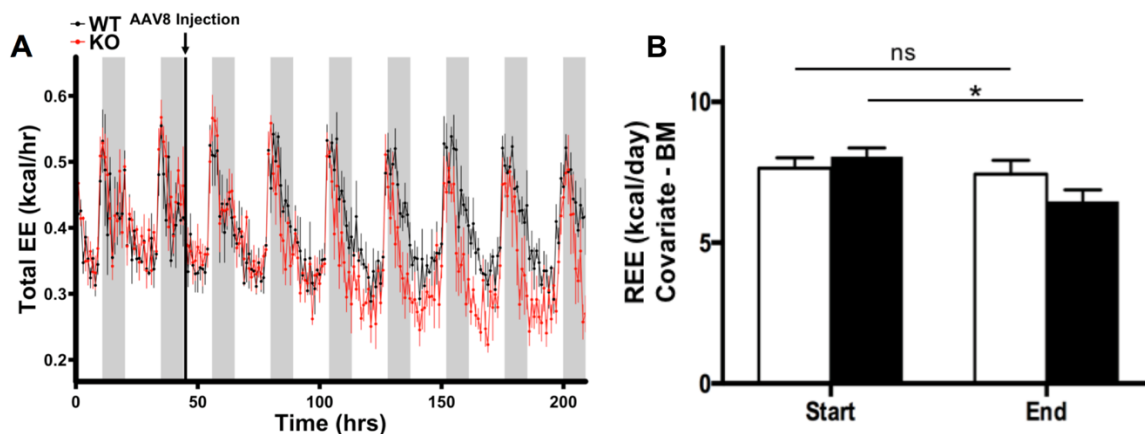 AAV8 Injection
WT
KO
A
Total EE (kcal/hr)
0.6
0.5
0.4
0.3
0.2
0
50
100
150
200
Time (hrs)
B
ns
*
REE (kcal/day)
Covariate - BM
10
5
0
Start
End